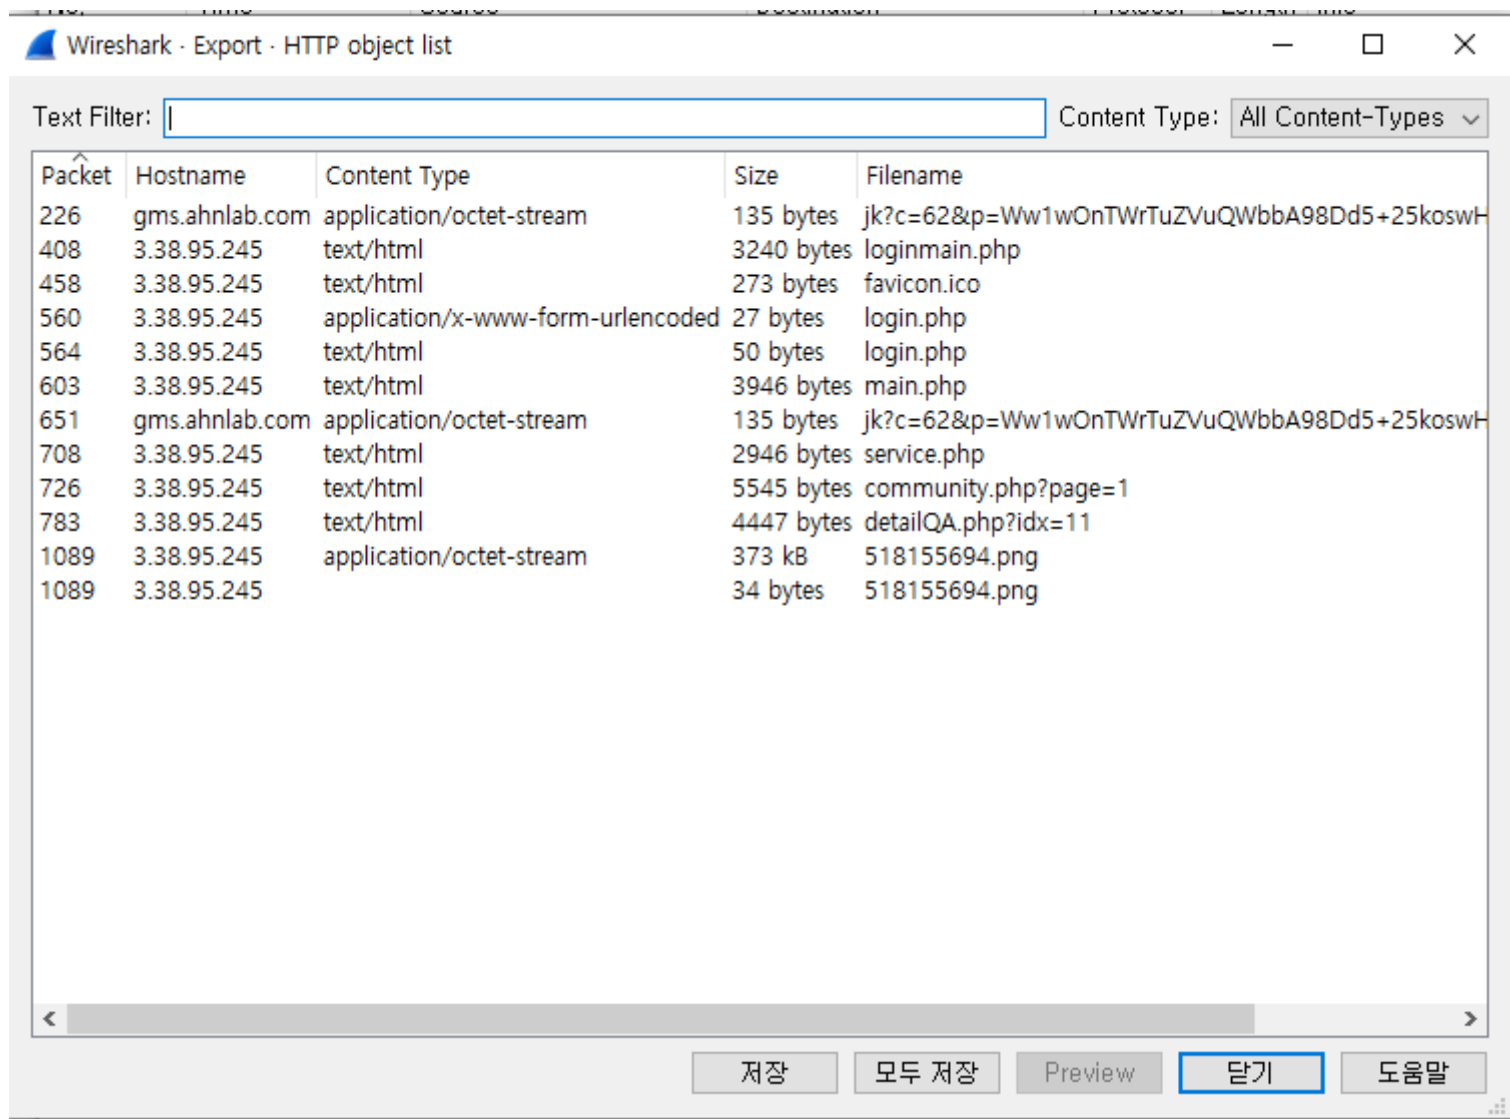 Wireshark · Export · HTTP object list
Text Filter: Content Type: All Content-Types
Packet Hostname Content Type Size Filename
226 gms.ahnlab.com application/octet-stream 135 bytes jk?c=62&p=Ww1wOnTWrTuZVuQWbbA98Dd5+25koswH
408 3.38.95.245 text/html 3240 bytes loginmain.php
458 3.38.95.245 text/html 273 bytes favicon.ico
560 3.38.95.245 application/x-www-form-urlencoded 27 bytes login.php
564 3.38.95.245 text/html 50 bytes login.php
603 3.38.95.245 text/html 3946 bytes main.php
651 gms.ahnlab.com application/octet-stream 135 bytes jk?c=62&p=Ww1wOnTWrTuZVuQWbbA98Dd5+25koswH
708 3.38.95.245 text/html 2946 bytes service.php
726 3.38.95.245 text/html 5545 bytes community.php?page=1
783 3.38.95.245 text/html 4447 bytes detailQA.php?idx=11
1089 3.38.95.245 application/octet-stream 373 kB 518155694.png
1089 3.38.95.245 34 bytes 518155694.png
저장 모두 저장 Preview 닫기 도움말